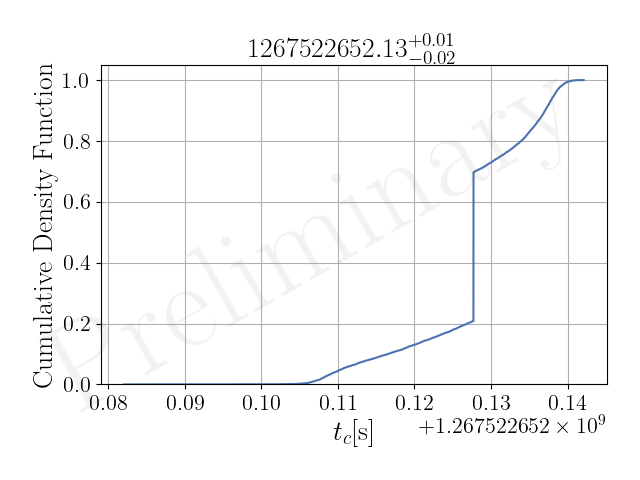 1267522652.13^{+0.01}_{-0.02}
Cumulative Density Function
1.0
0.8
0.6
0.4
0.2
0.0
Preliminary
0.08 0.09 0.10 0.11 0.12 0.13 0.14
+1.267522652 × 10^9
t_c[s]